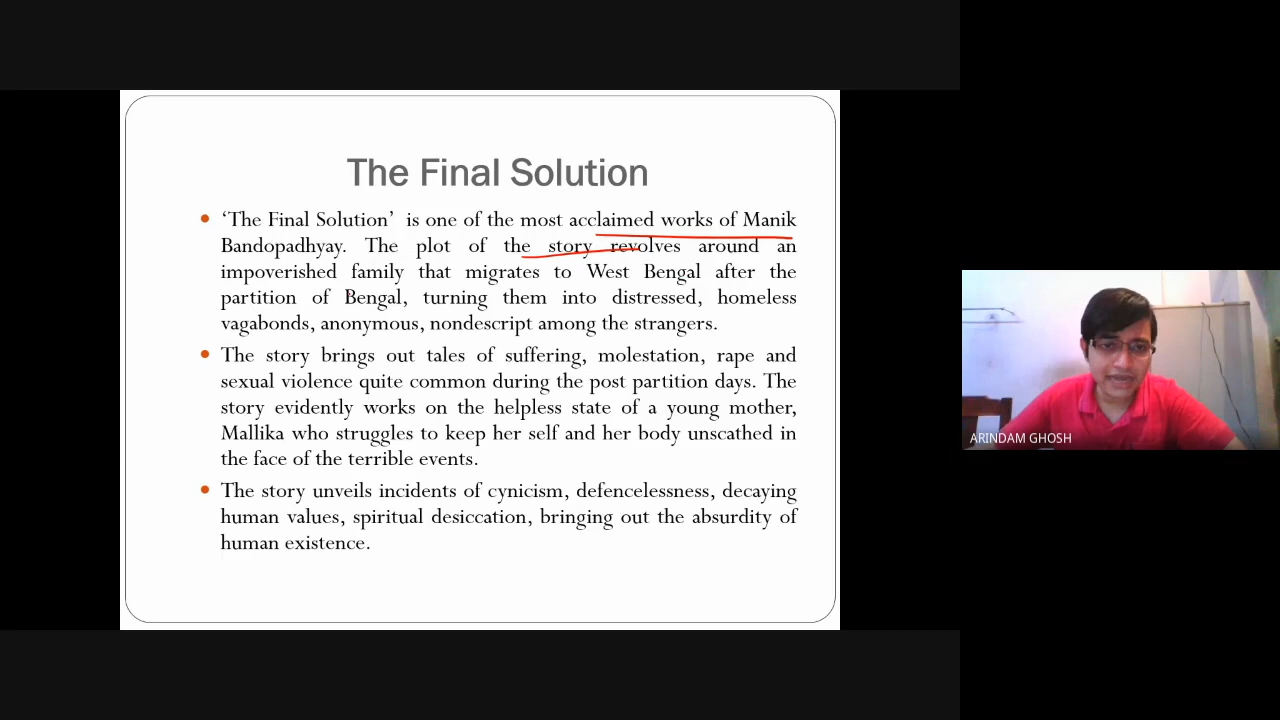 The Final Solution
• ‘The Final Solution’ is one of the most acclaimed works of Manik
Bandopadhyay. The plot of the story revolves around an
impoverished family that migrates to West Bengal after the
partition of Bengal, turning them into distressed, homeless
vagabonds, anonymous, nondescript among the strangers.
• The story brings out tales of suffering, molestation, rape and
sexual violence quite common during the post partition days. The
story evidently works on the helpless state of a young mother,
Mallika who struggles to keep her self and her body unscathed in
the face of the terrible events.
• The story unveils incidents of cynicism, defencelessness, decaying
human values, spiritual desiccation, bringing out the absurdity of
human existence.
ARINDAM GHOSH